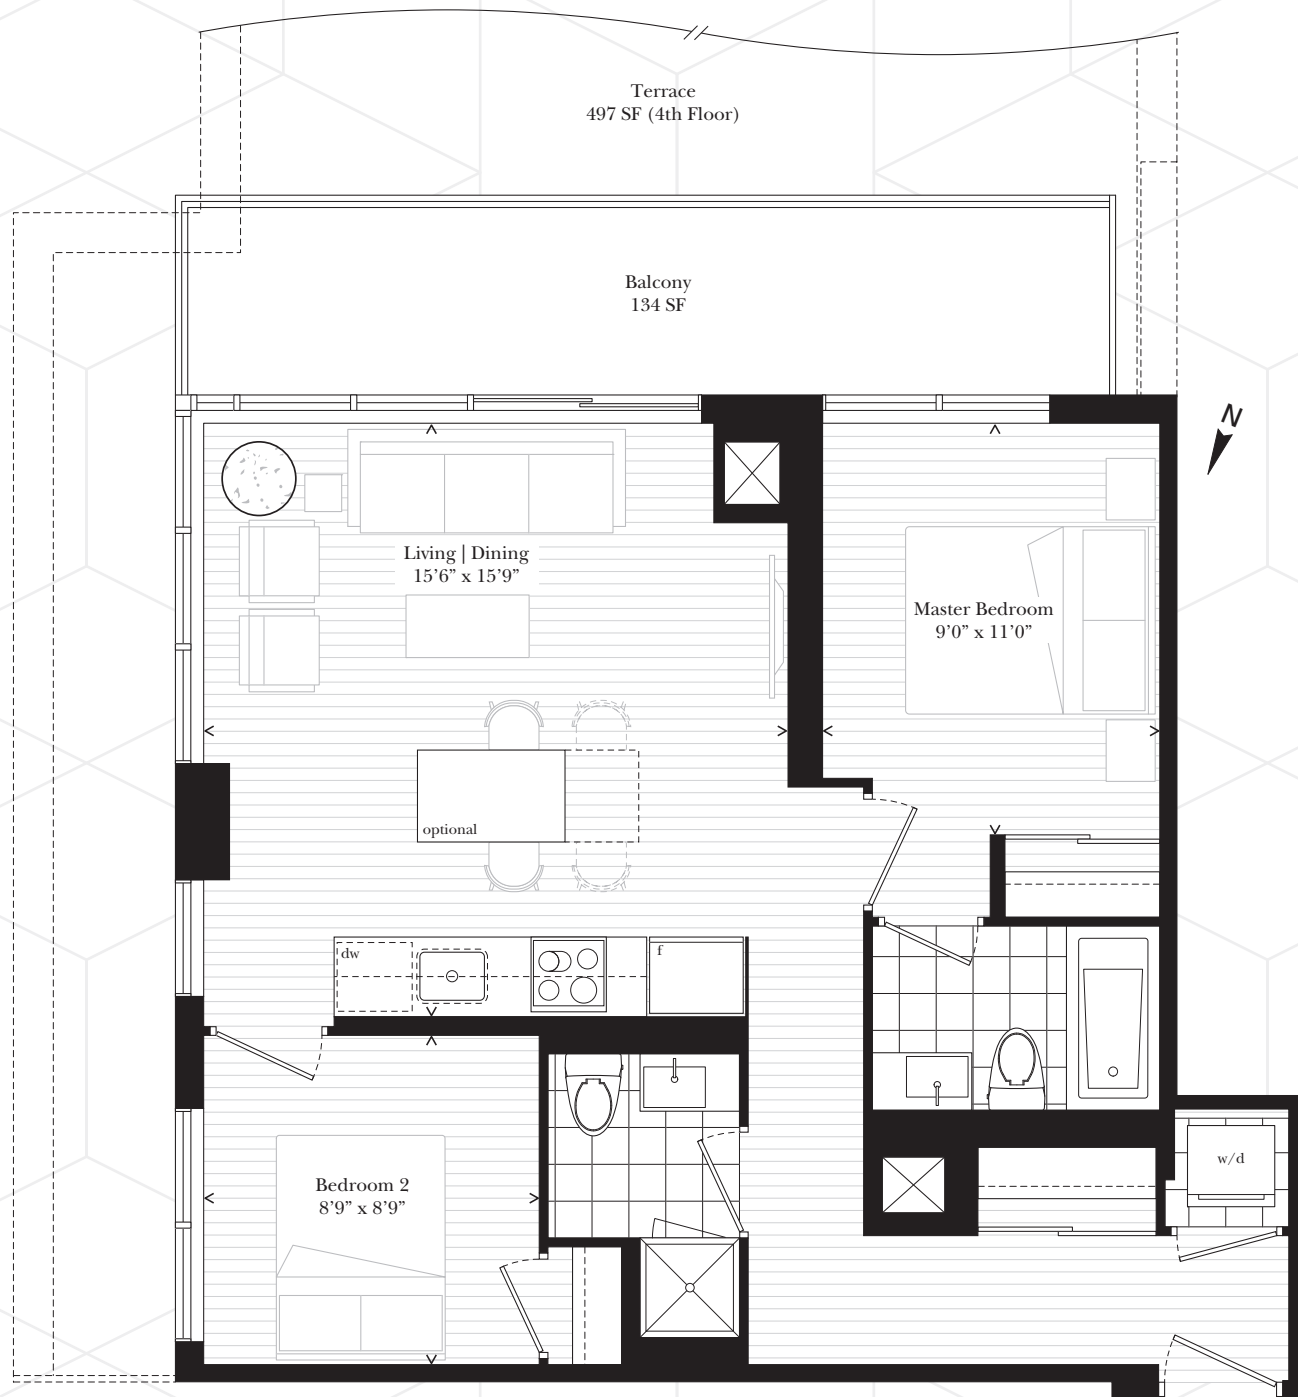 Terrace
497 SF (4th Floor)
Balcony
134 SF
N
Living | Dining
15’6” x 15’9”
Master Bedroom
9’0” x 11’0”
optional
dw
f
w/d
Bedroom 2
8’9” x 8’9”